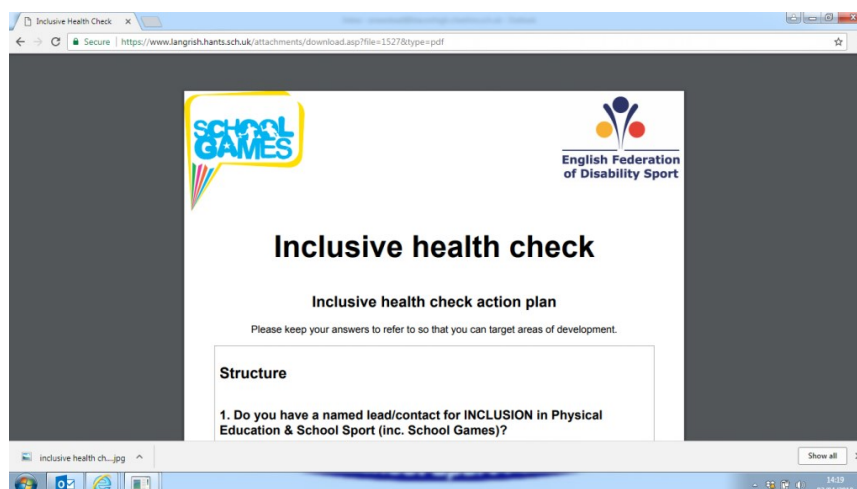 Inclusive Health Check
Secure | https://www.langrish.hants.sch.uk/attachments/download.asp?file=1527&type=pdf
SCHOOL
GAMES
English Federation
of Disability Sport
Inclusive health check
Inclusive health check action plan
Please keep your answers to refer to so that you can target areas of development.
Structure
1. Do you have a named lead/contact for INCLUSION in Physical
Education & School Sport (inc. School Games)?
inclusive health ch....jpg
Show all
14:19